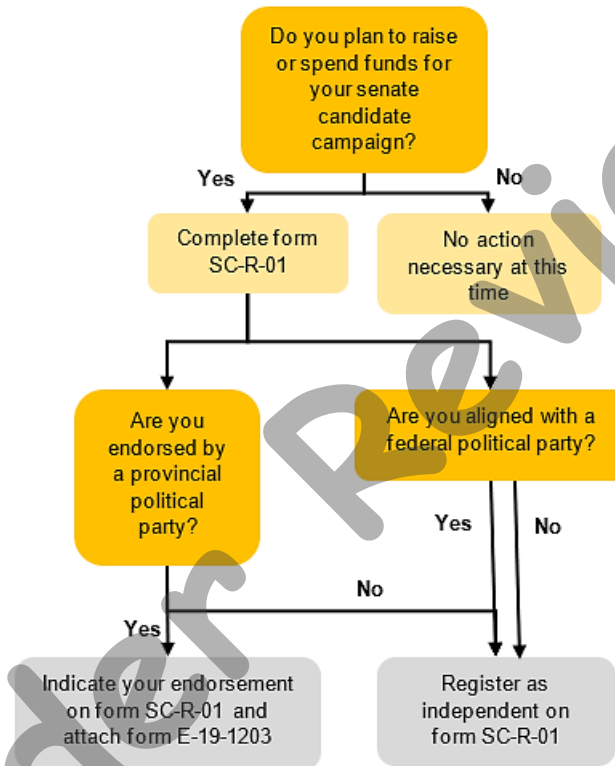 Do you plan to raise
or spend funds for
your senate
candidate
campaign?
Yes
No
Complete form
SC-R-01
No action
necessary at this
time
Are you
endorsed by
a provincial
political
party?
Are you aligned with a
federal political party?
Yes
No
No
Yes
Indicate your endorsement
on form SC-R-01 and
attach form E-19-1203
Register as
independent on
form SC-R-01